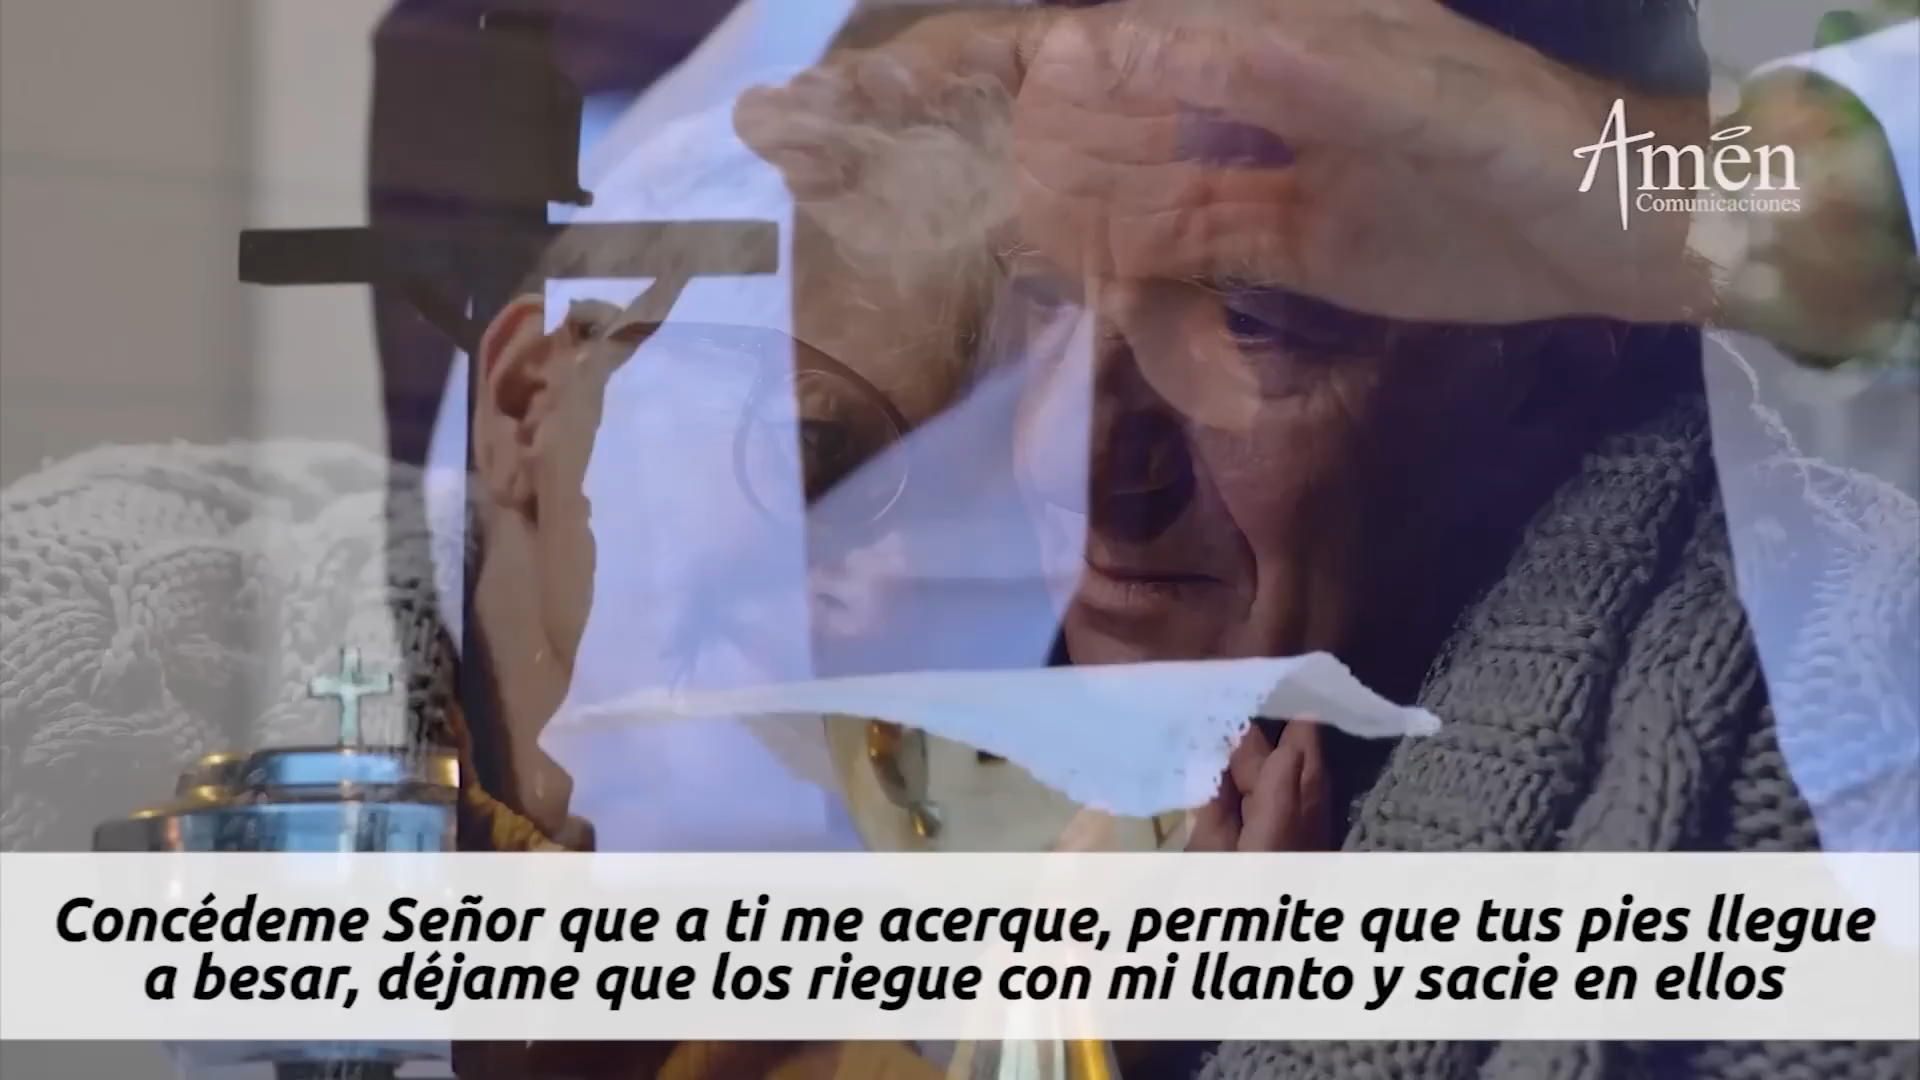 Amén
Comunicaciones
Concédeme Señor que a ti me acerque, permite que tus pies llegue
a besar, déjame que los riegue con mi llanto y sacie en ellos